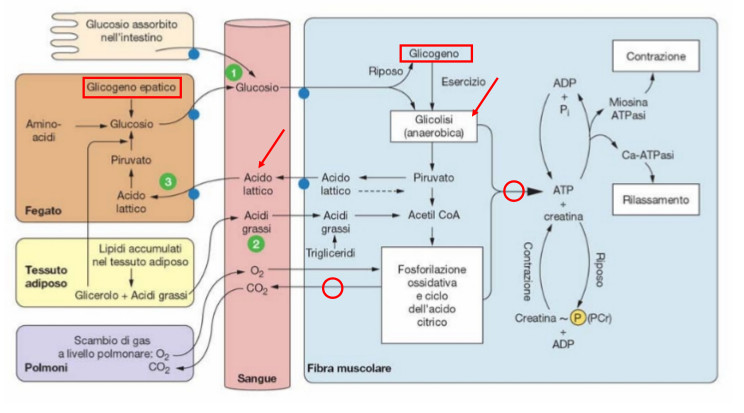 Glucosio assorbito
nell'intestino
Glicogeno epatico
Amino-
acidi
Glucosio
Piruvato
Acido
lattico
3
Fegato
Tessuto
adiposo
Lipidi accumulati
nel tessuto adiposo
Glicerolo + Acidi grassi
Scambio di gas
a livello polmonare: O₂
CO₂
Polmoni
1
Glucosio
Acido
lattico
Acidi
grassi
2
O₂
CO₂
Sangue
Glicogeno
Riposo
Esercizio
Glicolisi
(anaerobica)
Acido
lattico
Piruvato
Acidi
grassi
Acetil CoA
Trigliceridi
Fosforilazione
ossidativa
e ciclo
dell'acido
citrico
Fibra muscolare
Contrazione
ADP
+
Pi
Miosina
ATPasi
Ca-ATPasi
Rilassamento
ATP
+
creatina
Contrazione
Riposo
Creatina ~ P (PCr)
+
ADP